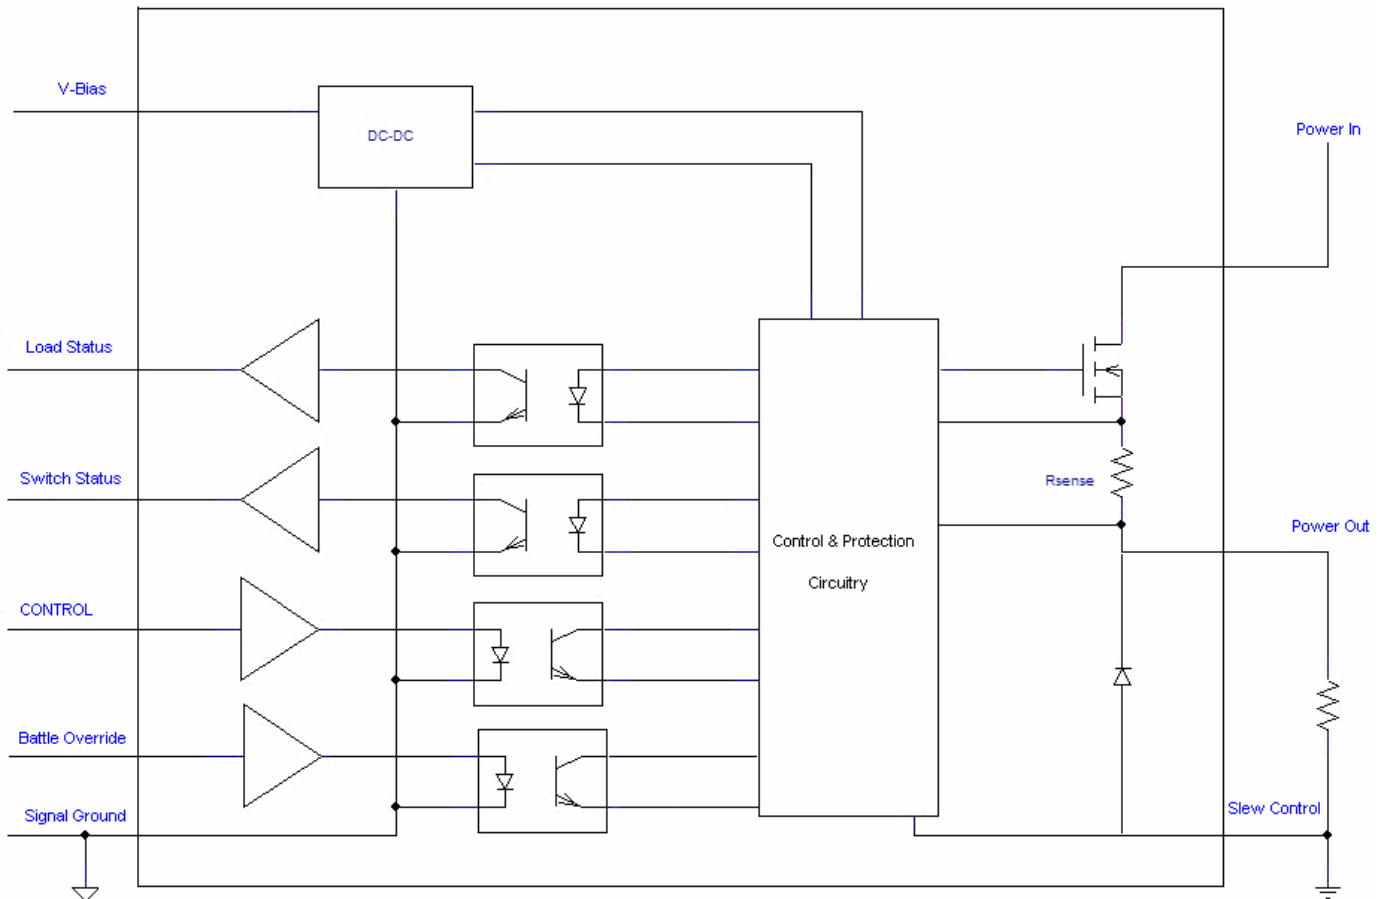 V-Bias
DC-DC
Power In
Load Status
Switch Status
Rsense
Power Out
Control & Protection
Circuitry
CONTROL
Battle Override
Signal Ground
Slew Control